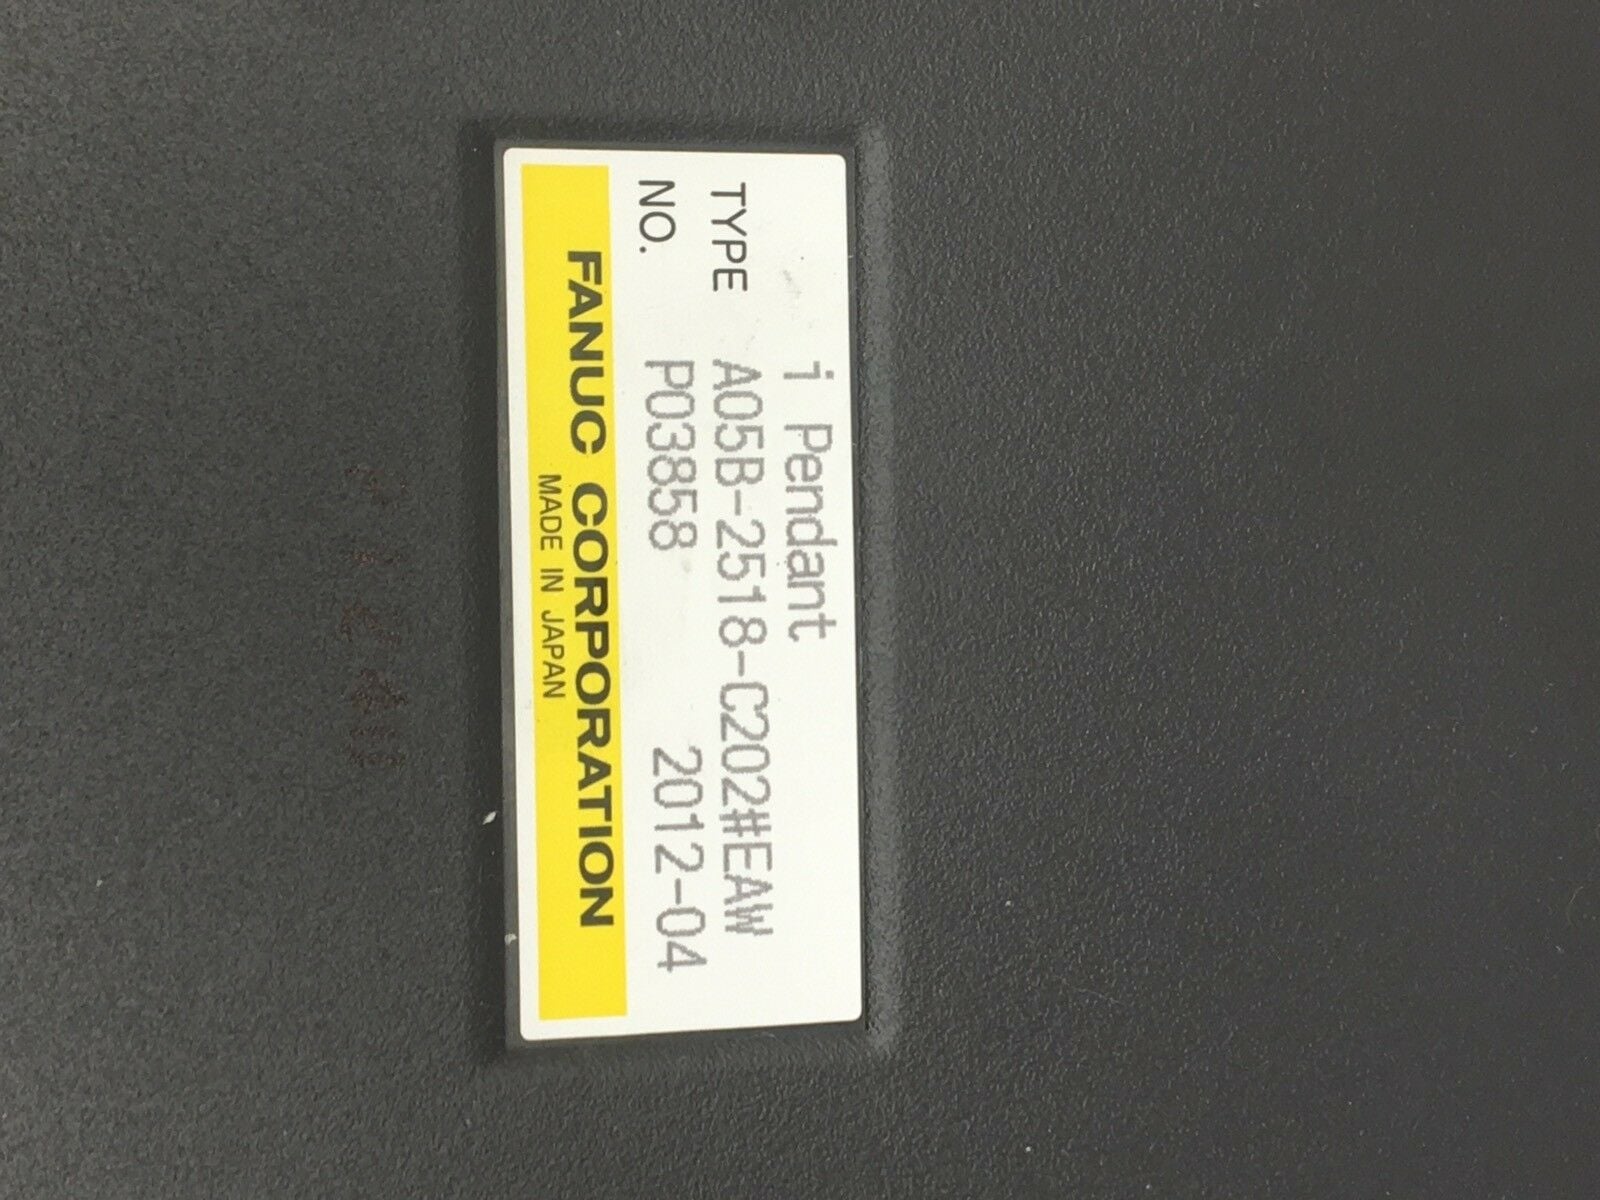 i Pendant
TYPE A05B-2518-C202#EAW
NO. P03858 2012-04
FANUC CORPORATION
MADE IN JAPAN